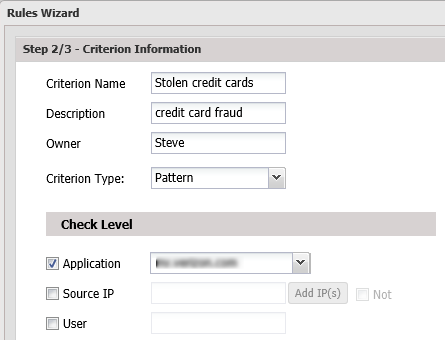 Rules Wizard
Step 2/3 - Criterion Information
Criterion Name Stolen credit cards
Description credit card fraud
Owner Steve
Criterion Type: Pattern
Check Level
Application
Source IP Add IP(s) Not
User